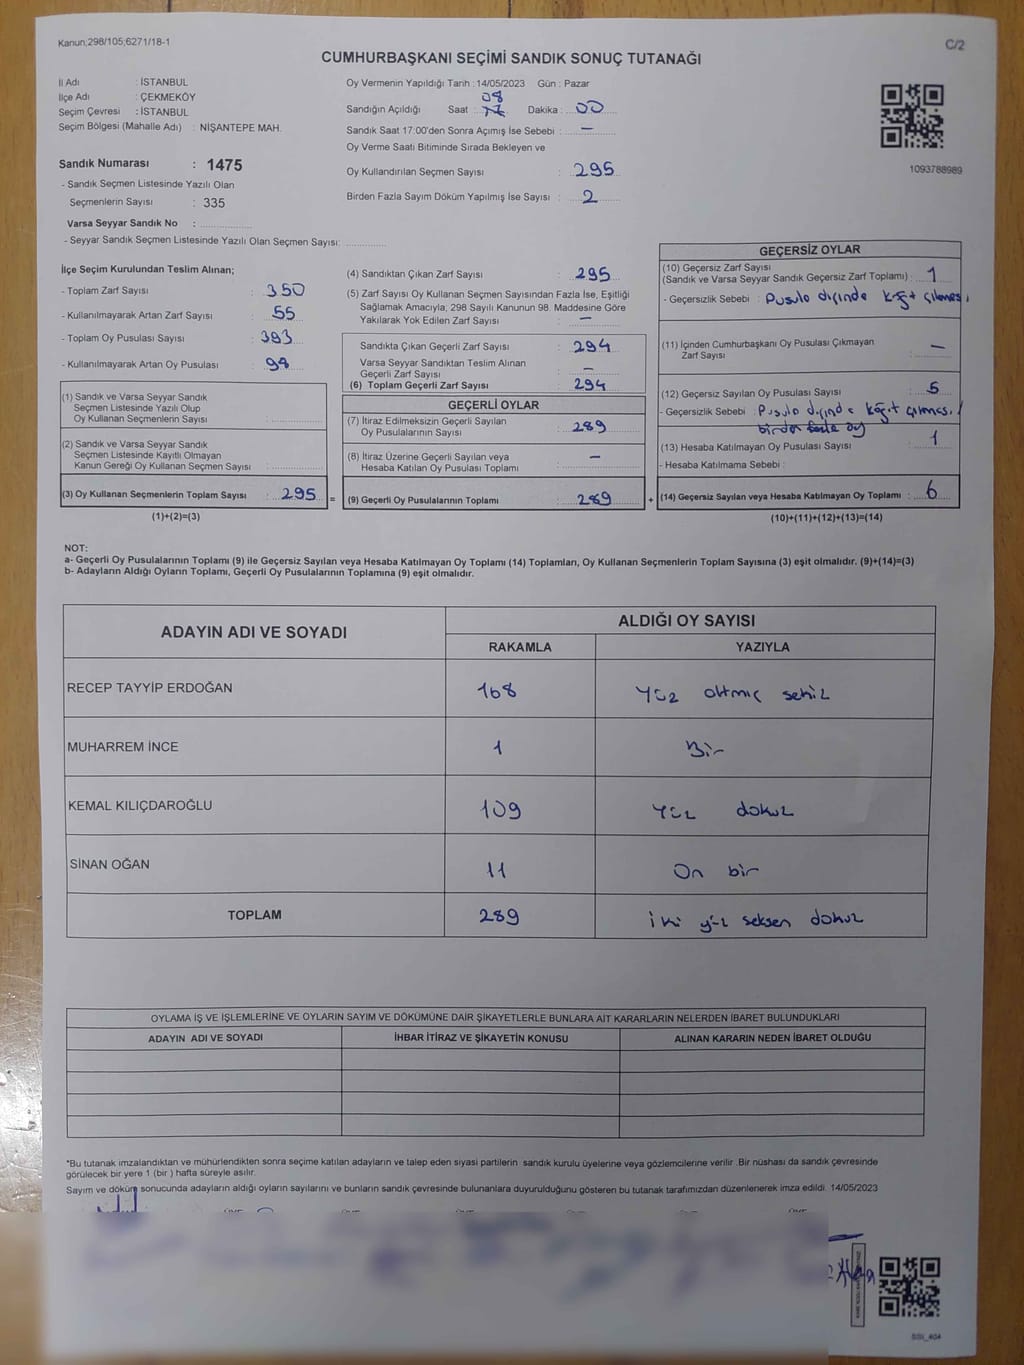 Kanun;298/105;6271/18-1
C/2
CUMHURBAŞKANI SEÇİMİ SANDIK SONUÇ TUTANAĞI
İl Adı : İSTANBUL
İlçe Adı : ÇEKMEKÖY
Seçim Çevresi : İSTANBUL
Seçim Bölgesi (Mahalle Adı) : NİŞANTEPE MAH.
Sandık Numarası : 1475
- Sandık Seçmen Listesinde Yazılı Olan
Seçmenlerin Sayısı : 335
Varsa Seyyar Sandık No :
- Seyyar Sandık Seçmen Listesinde Yazılı Olan Seçmen Sayısı:
Oy Vermenin Yapıldığı Tarih : 14/05/2023 Gün : Pazar
Sandığın Açıldığı Saat : 08 Dakika : 00
Sandık Saat 17:00'den Sonra Açımış İse Sebebi : —
Oy Verme Saati Bitiminde Sırada Bekleyen ve
Oy Kullandırılan Seçmen Sayısı : 295
Birden Fazla Sayım Döküm Yapılmış İse Sayısı : 2
1093788989
İlçe Seçim Kurulundan Teslim Alınan;
- Toplam Zarf Sayısı : 350
- Kullanılmayarak Artan Zarf Sayısı : 55
- Toplam Oy Pusulası Sayısı : 393
- Kullanılmayarak Artan Oy Pusulası : 98
(1) Sandık ve Varsa Seyyar Sandık
Seçmen Listesinde Yazılı Olup
Oy Kullanan Seçmenlerin Sayısı :
(2) Sandık ve Varsa Seyyar Sandık
Seçmen Listesinde Kayıtlı Olmayan
Kanun Gereği Oy Kullanan Seçmen Sayısı :
(3) Oy Kullanan Seçmenlerin Toplam Sayısı : 295 =
(1)+(2)=(3)
(4) Sandıktan Çıkan Zarf Sayısı : 295
(5) Zarf Sayısı Oy Kullanan Seçmen Sayısından Fazla İse, Eşitliği
Sağlamak Amacıyla, 298 Sayılı Kanunun 98. Maddesine Göre
Yakılarak Yok Edilen Zarf Sayısı : —
Sandıkta Çıkan Geçerli Zarf Sayısı : 294
Varsa Seyyar Sandıktan Teslim Alınan
Geçerli Zarf Sayısı : —
(6) Toplam Geçerli Zarf Sayısı : 294
GEÇERLİ OYLAR
(7) İtiraz Edilmeksizin Geçerli Sayılan
Oy Pusulalarının Sayısı : 289
(8) İtiraz Üzerine Geçerli Sayılan veya
Hesaba Katılan Oy Pusulası Toplamı : —
(9) Geçerli Oy Pusulalarının Toplamı : 289 +
GEÇERSİZ OYLAR
(10) Geçersiz Zarf Sayısı
(Sandık ve Varsa Seyyar Sandık Geçersiz Zarf Toplamı) : 1
- Geçersizlik Sebebi : Pusula dışında kağıt çıkması
(11) İçinden Cumhurbaşkanı Oy Pusulası Çıkmayan
Zarf Sayısı : —
(12) Geçersiz Sayılan Oy Pusulası Sayısı : 5
- Geçersizlik Sebebi : Pusula dışında kağıt çıkması /
birden fazla oy
(13) Hesaba Katılmayan Oy Pusulası Sayısı : 1
- Hesaba Katılmama Sebebi :
(14) Geçersiz Sayılan veya Hesaba Katılmayan Oy Toplamı : 6
(10)+(11)+(12)+(13)=(14)
NOT:
a- Geçerli Oy Pusulalarının Toplamı (9) ile Geçersiz Sayılan veya Hesaba Katılmayan Oy Toplamı (14) Toplamları, Oy Kullanan Seçmenlerin Toplam Sayısına (3) eşit olmalıdır. (9)+(14)=(3)
b- Adayların Aldığı Oyların Toplamı, Geçerli Oy Pusulalarının Toplamına (9) eşit olmalıdır.
ADAYIN ADI VE SOYADI
ALDIĞI OY SAYISI
RAKAMLA YAZIYLA
RECEP TAYYİP ERDOĞAN 168 Yüz altmış sekiz
MUHARREM İNCE 1 Bir
KEMAL KILIÇDAROĞLU 109 Yüz dokuz
SİNAN OĞAN 11 On bir
TOPLAM 289 iki yüz seksen dokuz
OYLAMA İŞ VE İŞLEMLERİNE VE OYLARIN SAYIM VE DÖKÜMÜNE DAİR ŞİKAYETLERLE BUNLARA AİT KARARLARIN NELERDEN İBARET BULUNDUKLARI
ADAYIN ADI VE SOYADI İHBAR İTİRAZ VE ŞİKAYETİN KONUSU ALINAN KARARIN NEDEN İBARET OLDUĞU
*Bu tutanak imzalandıktan ve mühürlendikten sonra seçime katılan adayların ve talep eden siyasi partilerin sandık kurulu üyelerine veya gözlemcilerine verilir .Bir nüshası da sandık çevresinde
görülecek bir yere 1 (bir ) hafta süreyle asılır.
Sayım ve döküm sonucunda adayların aldığı oyların sayılarını ve bunların sandık çevresinde bulunanlara duyurulduğunu gösteren bu tutanak tarafımızdan düzenlenerek imza edildi. 14/05/2023